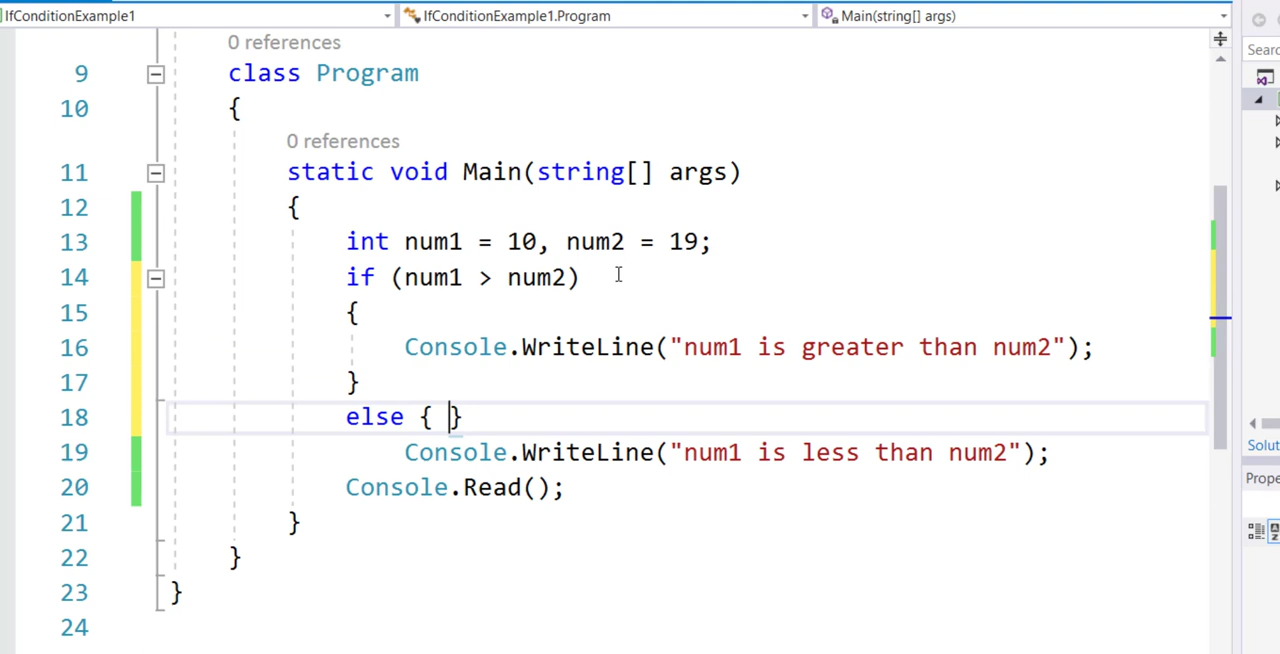 IfConditionExample1 IfConditionExample1.Program Main(string[] args)
0 references
9 class Program
10 {
0 references
11 static void Main(string[] args)
12 {
13 int num1 = 10, num2 = 19;
14 if (num1 > num2)
15 {
16 Console.WriteLine("num1 is greater than num2");
17 }
18 else { }
19 Console.WriteLine("num1 is less than num2");
20 Console.Read();
21 }
22 }
23 }
24
Searc
Solut
Prope